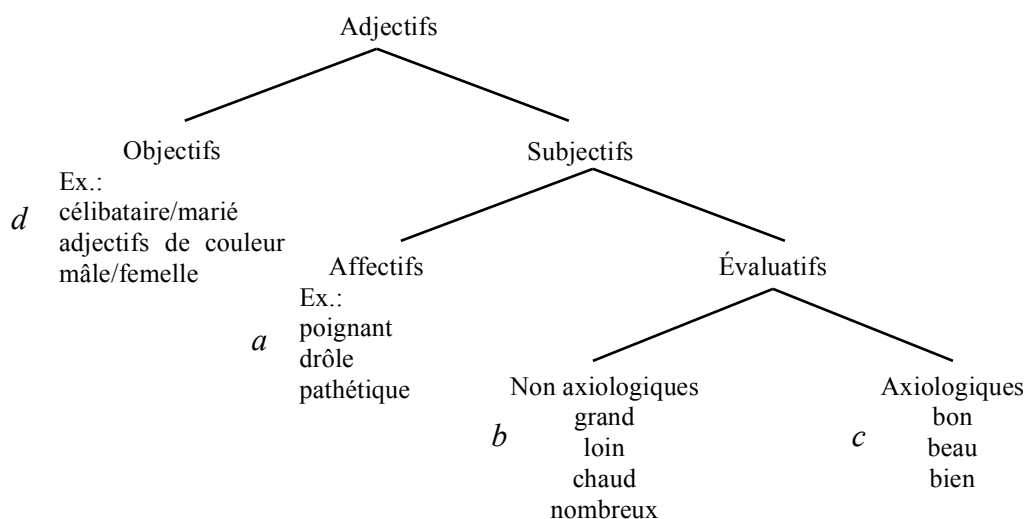 Adjectifs
Objectifs
Subjectifs
Ex.:
d
célibataire/marié
adjectifs de couleur
mâle/femelle
Affectifs
Évaluatifs
Ex.:
a
poignant
drôle
pathétique
Non axiologiques
b
grand
loin
chaud
nombreux
Axiologiques
c
bon
beau
bien